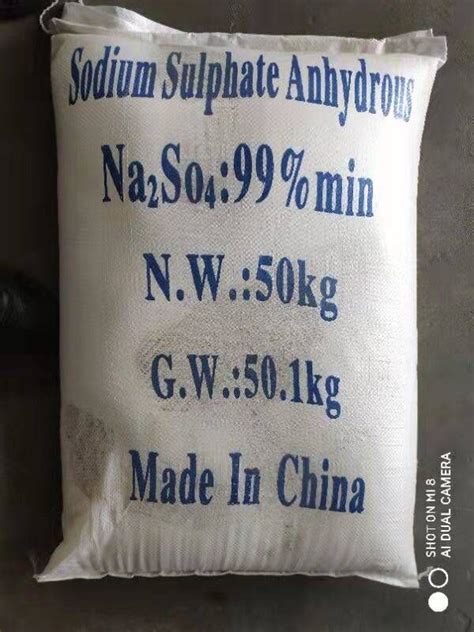 Sodium Sulphate Anhydrous
Na₂So₄:99%min
N.W.:50kg
G.W.:50.1kg
Made In China
SHOT ON MI 8
AI DUAL CAMERA